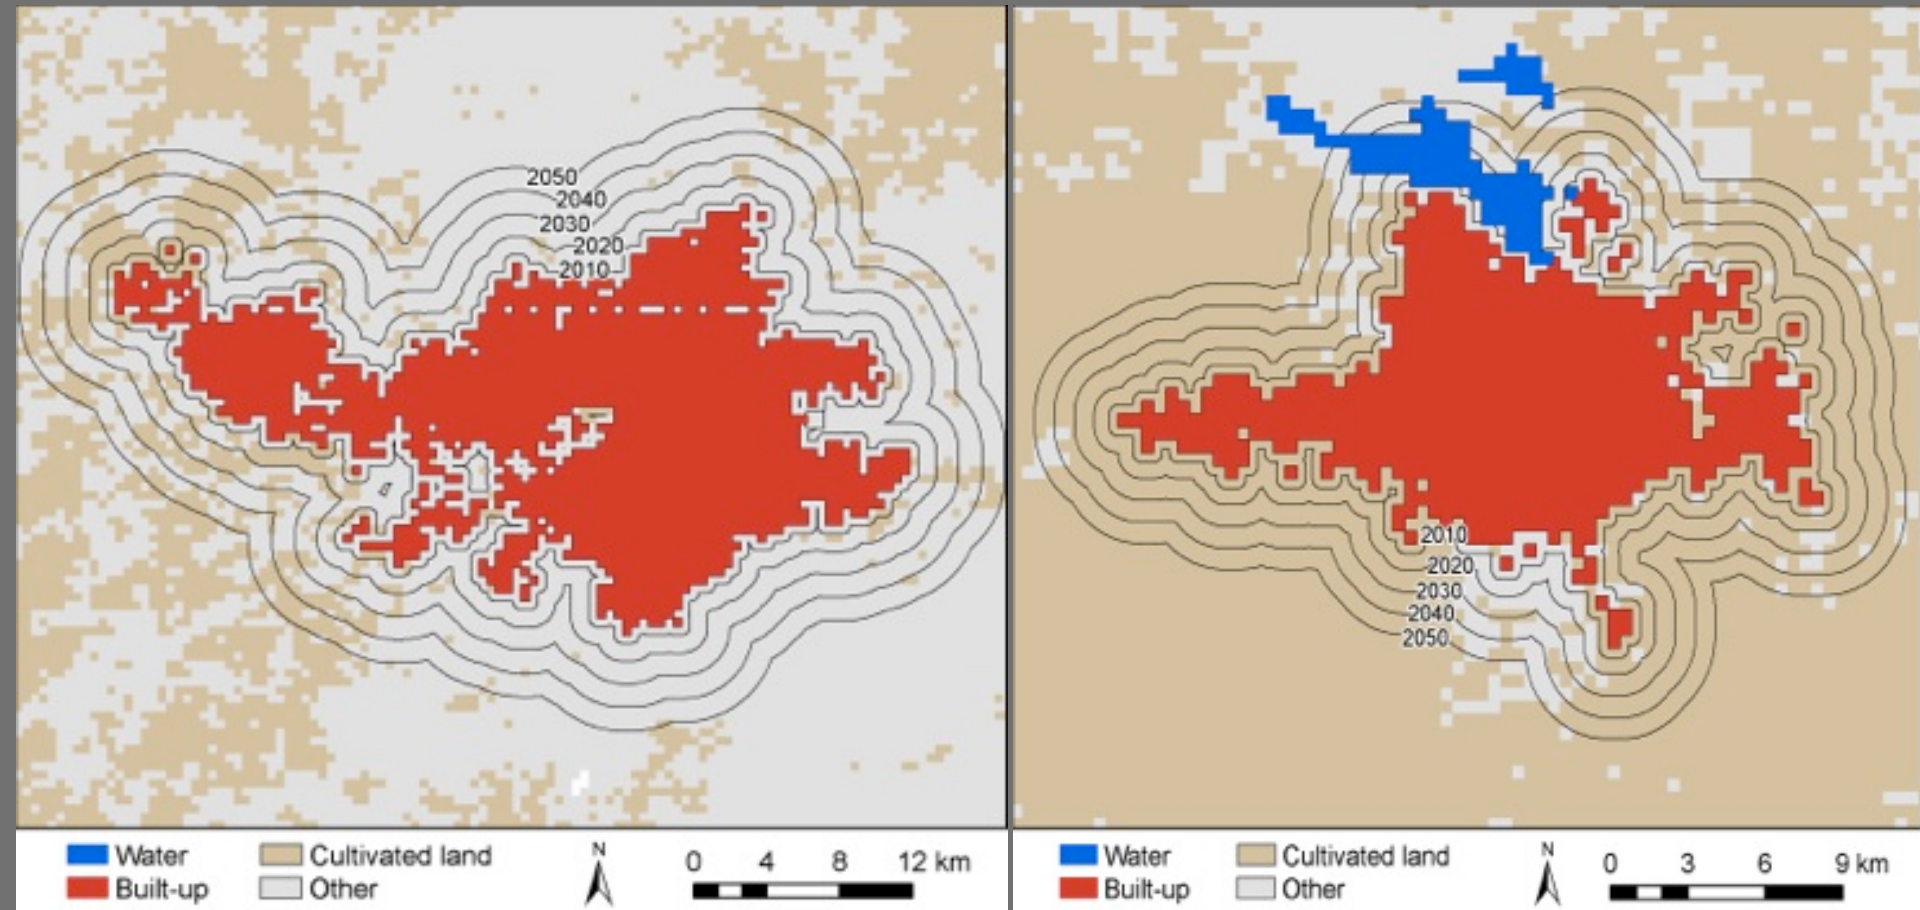 2050
2040
2030
2020
2010
2010
2020
2030
2040
2050
Water
Cultivated land
Built-up
Other
N
0 4 8 12 km
Water
Cultivated land
Built-up
Other
N
0 3 6 9 km